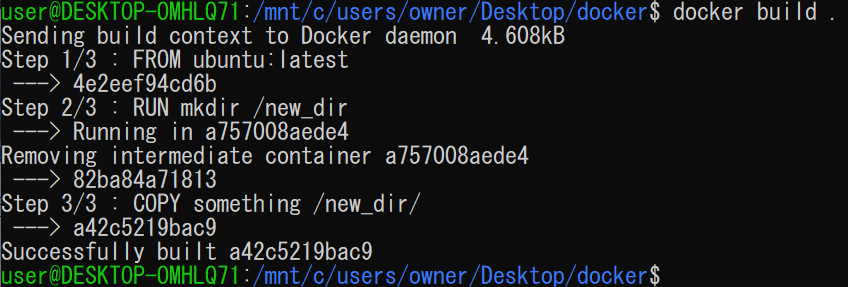 user@DESKTOP-OMHLQ71:/mnt/c/users/owner/Desktop/docker$ docker build .
Sending build context to Docker daemon  4.608kB
Step 1/3 : FROM ubuntu:latest
 ---> 4e2eef94cd6b
Step 2/3 : RUN mkdir /new_dir
 ---> Running in a757008aede4
Removing intermediate container a757008aede4
 ---> 82ba84a71813
Step 3/3 : COPY something /new_dir/
 ---> a42c5219bac9
Successfully built a42c5219bac9
user@DESKTOP-OMHLQ71:/mnt/c/users/owner/Desktop/docker$